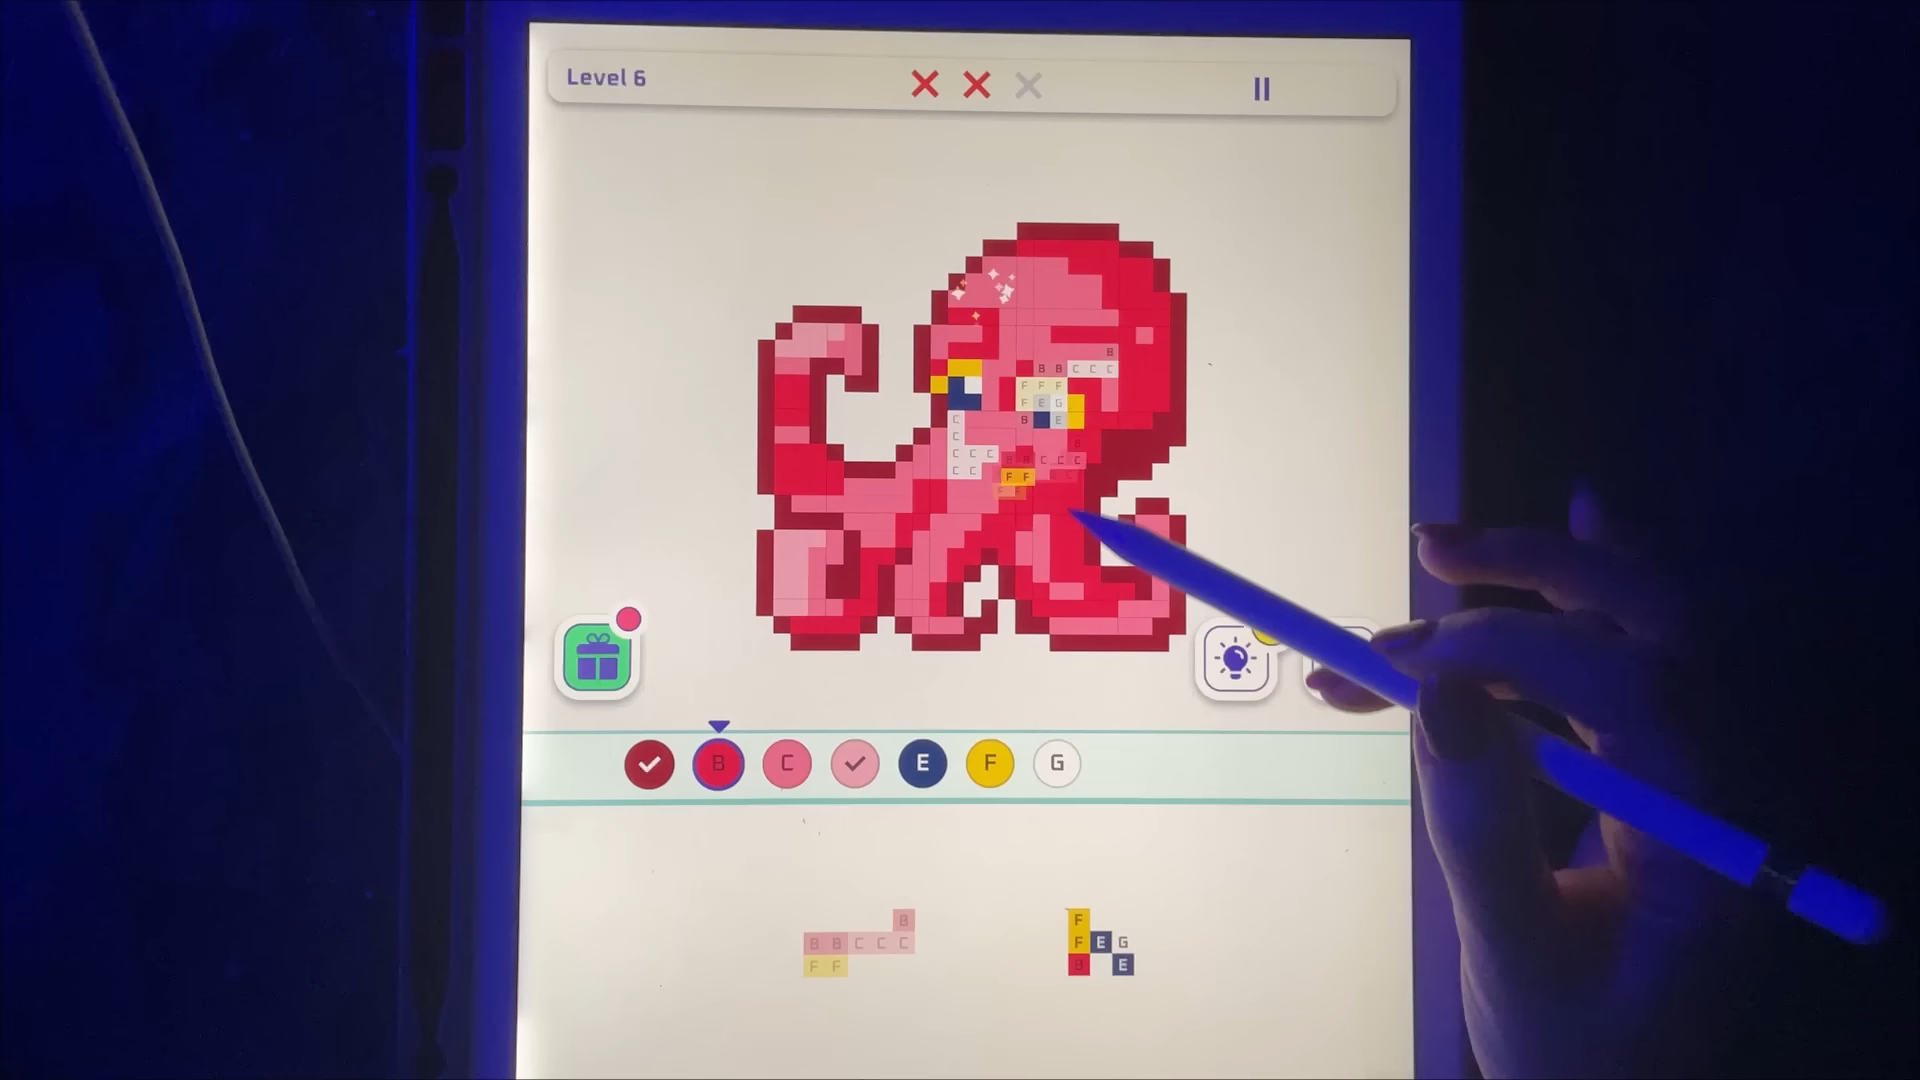 Level 6
B
B B C C C
F F F
C F E G
C B E
B
C C C B B C C C
C C F F
F F
B C E F G
B F
B B C C C F E G
F F B E